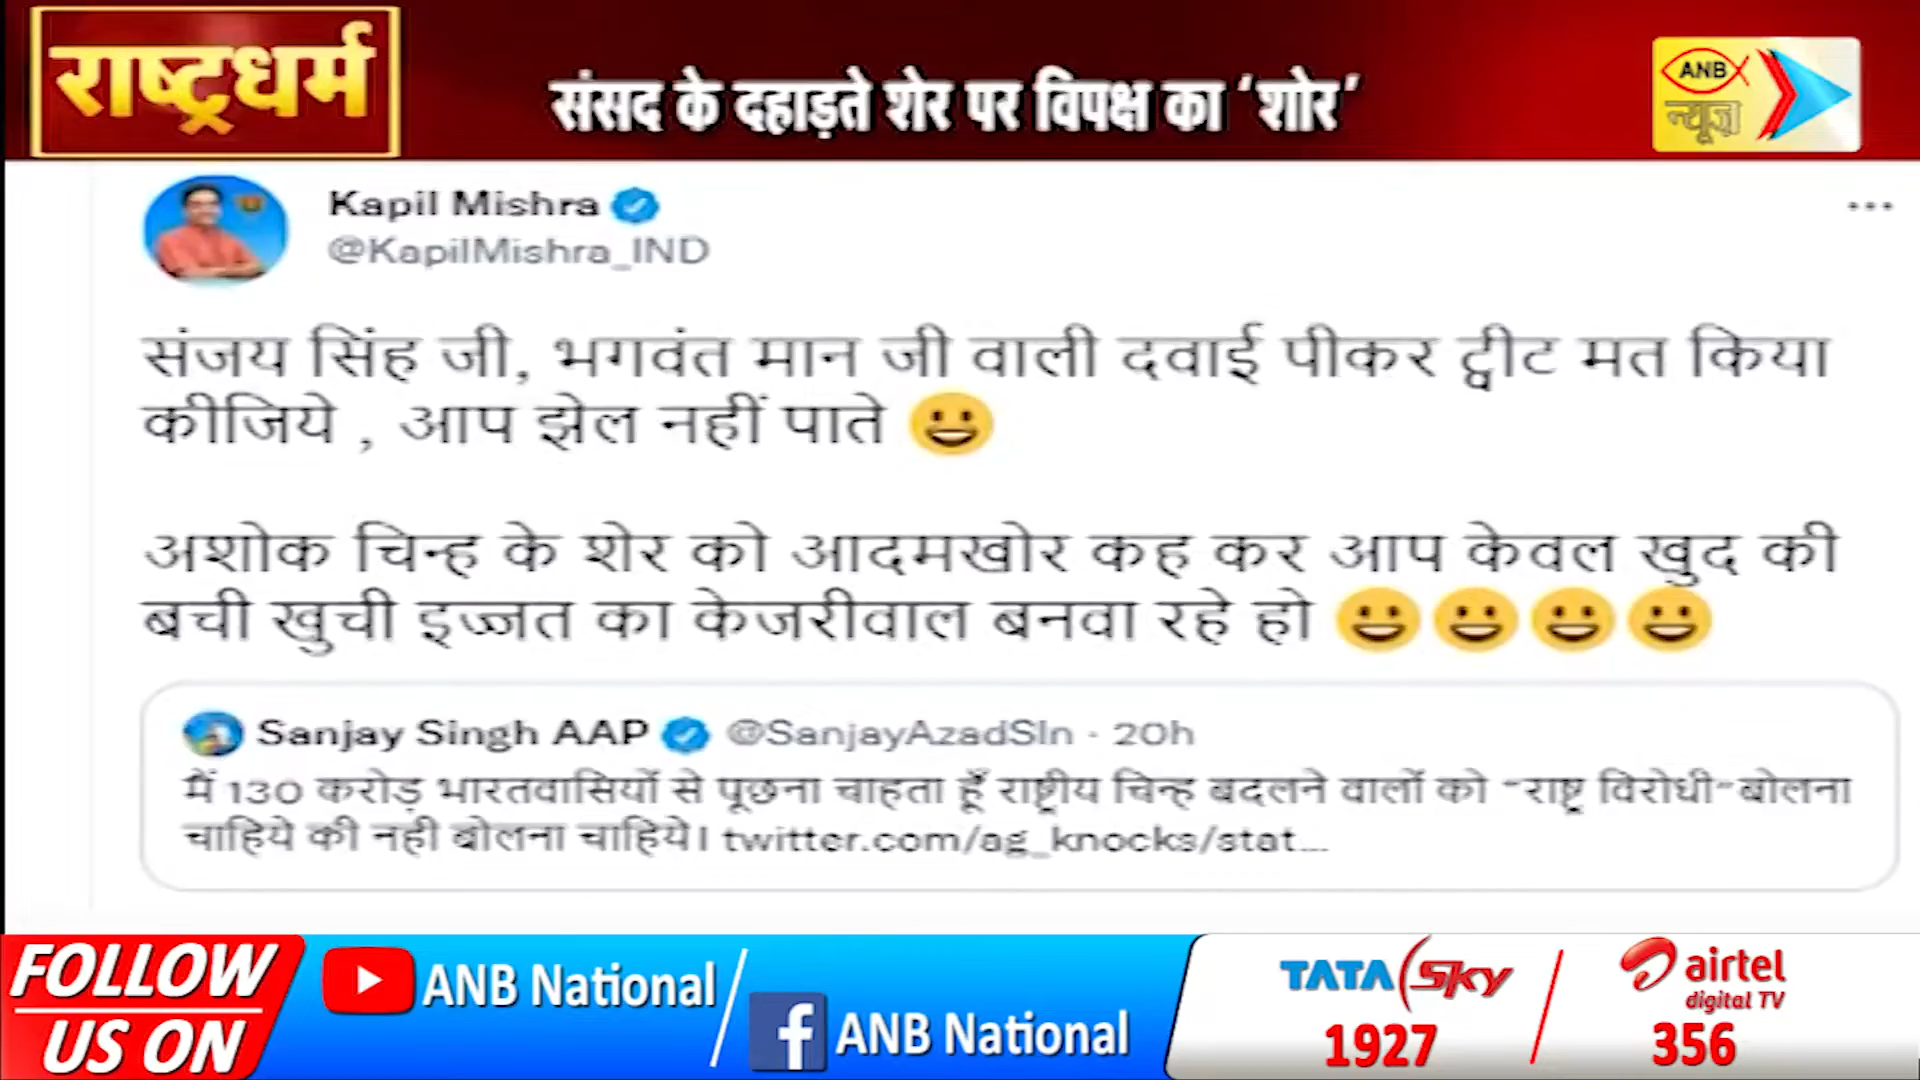 राष्ट्रधर्म
संसद के दहाड़ते शेर पर विपक्ष का ‘शोर’
ANB
न्यूज़
Kapil Mishra
@KapilMishra_IND
संजय सिंह जी, भगवंत मान जी वाली दवाई पीकर ट्वीट मत किया
कीजिये , आप झेल नहीं पाते 😃
अशोक चिन्ह के शेर को आदमखोर कह कर आप केवल खुद की
बची खुची इज्जत का केजरीवाल बनवा रहे हो 😃😃😃😃
Sanjay Singh AAP @SanjayAzadSln · 20h
मैं 130 करोड़ भारतवासियों से पूछना चाहता हूँ राष्ट्रीय चिन्ह बदलने वालों को "राष्ट्र विरोधी" बोलना
चाहिये की नही बोलना चाहिये। twitter.com/ag_knocks/stat...
FOLLOW
US ON
ANB National
ANB National
TATA Sky
1927
airtel
digital TV
356